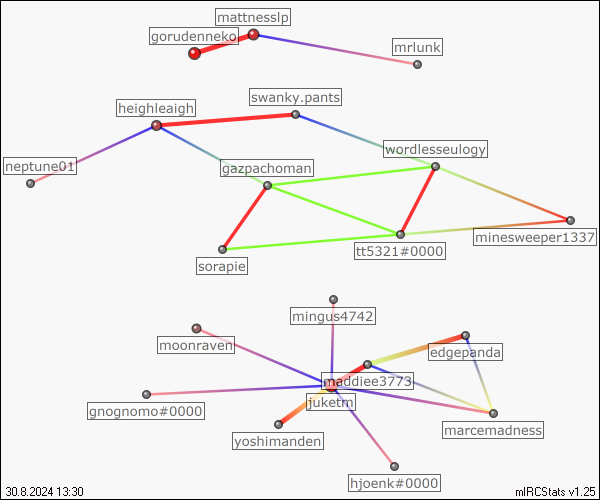 mattnesslp
gorudenneko
mrlunk
swanky.pants
heighleaigh
wordlesseulogy
neptune01
gazpachoman
minesweeper1337
tt5321#0000
sorapie
mingus4742
moonraven
edgepanda
maddiee3773
juketm
gnognomo#0000
marcemadness
yoshimanden
hjoenk#0000
30.8.2024 13:30
mIRCStats v1.25